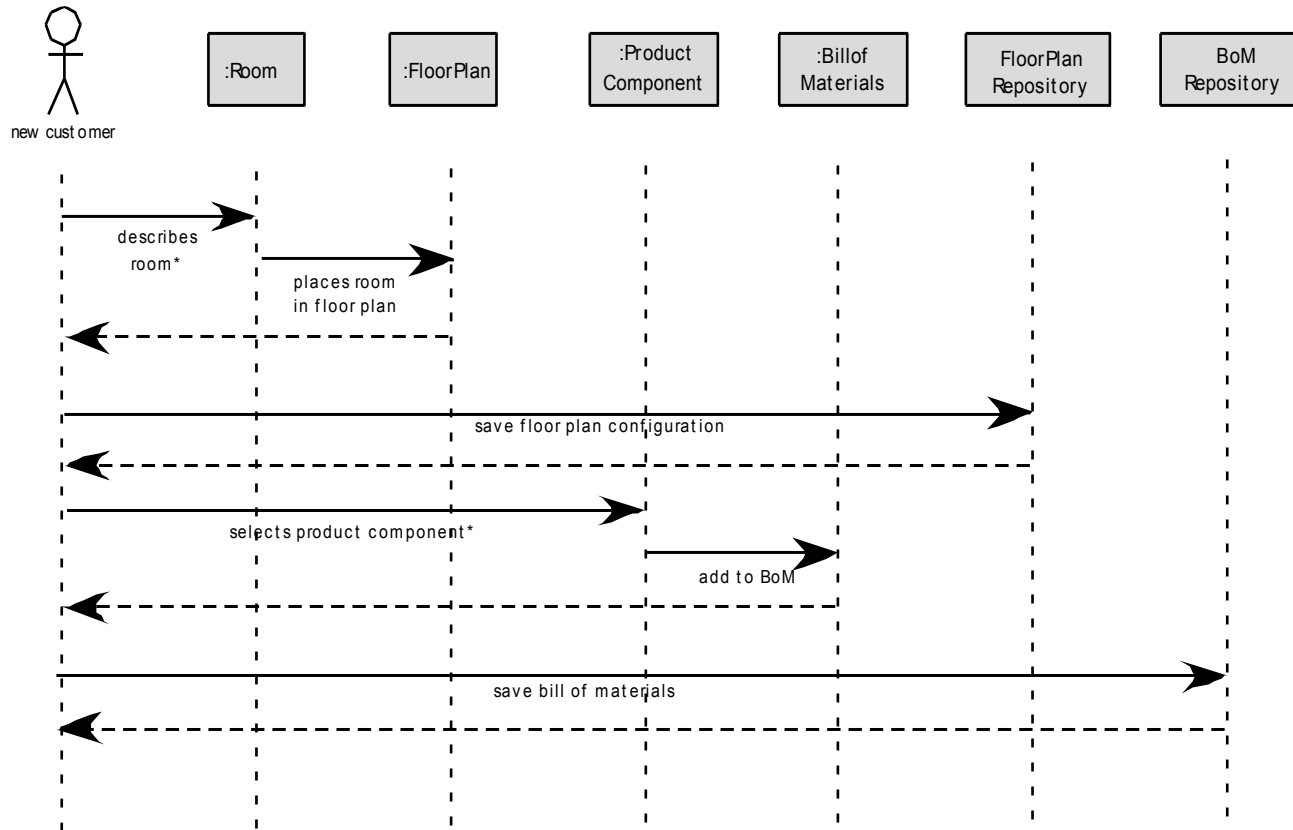 :Room
:FloorPlan
:Product
Component
:Billof
Materials
FloorPlan
Repository
BoM
Repository
new customer
describes
room*
places room
in floor plan
save floor plan configuration
selects product component*
add to BoM
save bill of materials